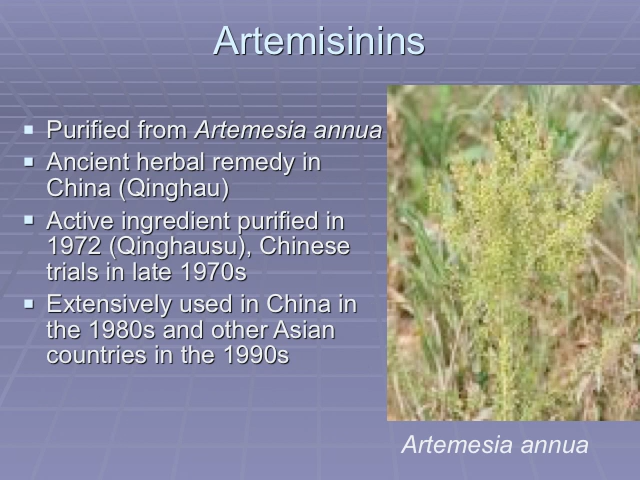 Artemisinins
Purified from Artemesia annua
Ancient herbal remedy in
China (Qinghau)
Active ingredient purified in
1972 (Qinghausu), Chinese
trials in late 1970s
Extensively used in China in
the 1980s and other Asian
countries in the 1990s
Artemesia annua